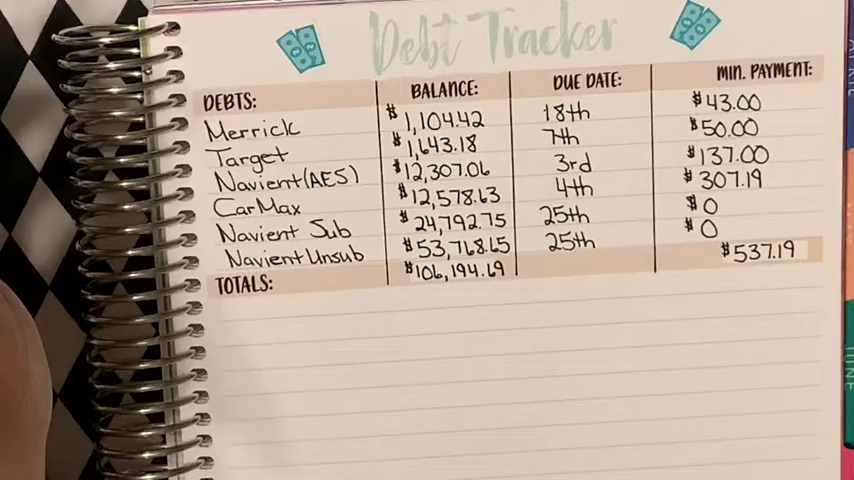 Debt Tracker
DEBTS: BALANCE: DUE DATE: MIN. PAYMENT:
Merrick $1,104.42 18th $43.00
Target $1,643.18 7th $50.00
Navient (AES) $12,307.06 3rd $137.00
CarMax $12,578.63 4th $307.19
Navient Sub $24,792.75 25th $0
Navient Unsub $53,768.65 25th $0
TOTALS: $106,194.69 $537.19
APRIL
JUNE